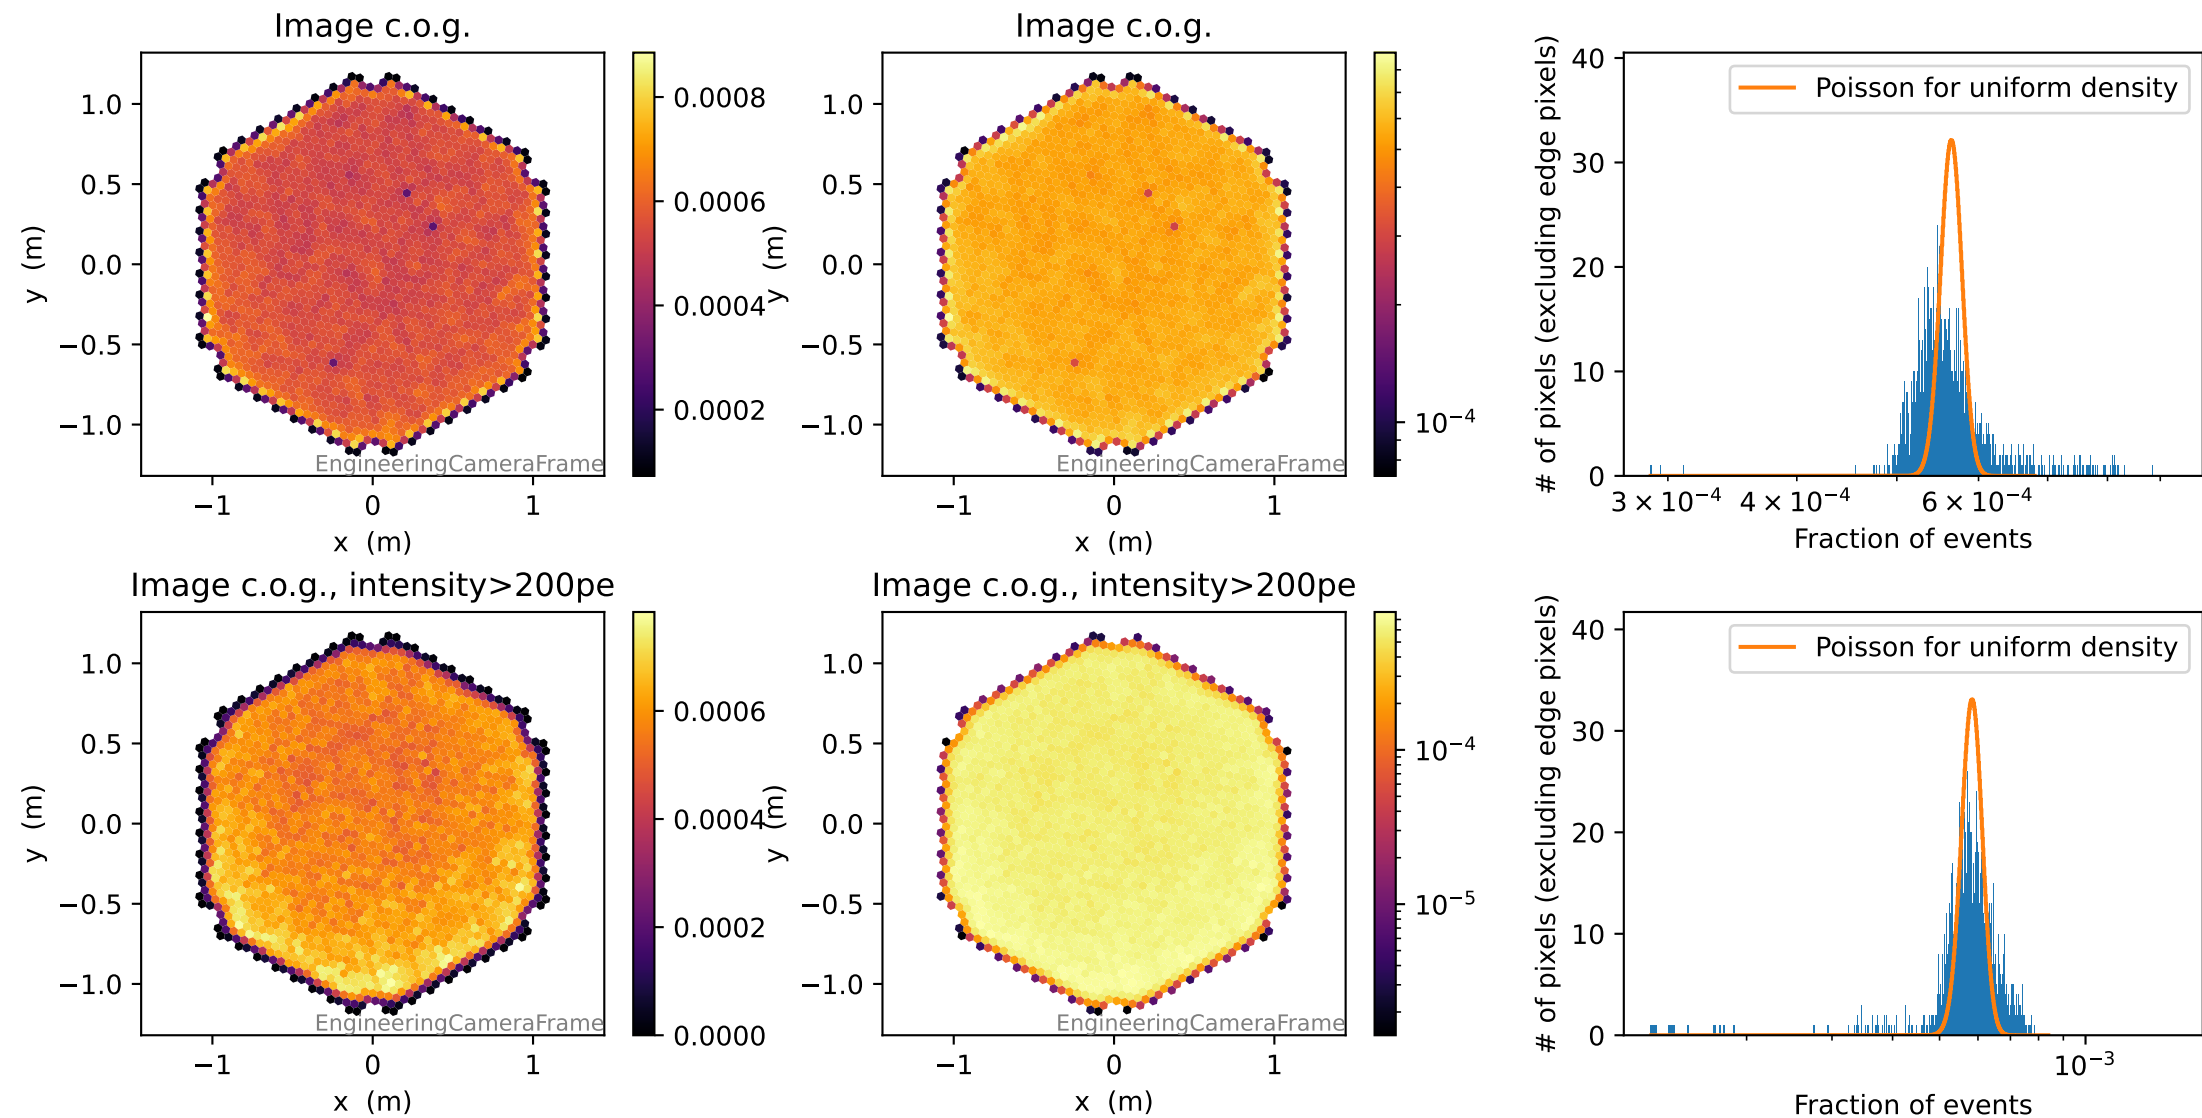 Image c.o.g.
1.0
0.5
0.0
−0.5
−1.0
y (m)
−1
0
1
x (m)
EngineeringCameraFrame
0.0008
0.0006
0.0004
0.0002
Image c.o.g.
1.0
0.5
0.0
−0.5
−1.0
y (m)
−1
0
1
x (m)
EngineeringCameraFrame
10⁻⁴
# of pixels (excluding edge pixels)
40
30
20
10
0
Poisson for uniform density
3 × 10⁻⁴
4 × 10⁻⁴
6 × 10⁻⁴
Fraction of events
Image c.o.g., intensity>200pe
1.0
0.5
0.0
−0.5
−1.0
y (m)
−1
0
1
x (m)
EngineeringCameraFrame
0.0006
0.0004
0.0002
0.0000
Image c.o.g., intensity>200pe
1.0
0.5
0.0
−0.5
−1.0
y (m)
−1
0
1
x (m)
EngineeringCameraFrame
10⁻⁴
10⁻⁵
# of pixels (excluding edge pixels)
40
30
20
10
0
Poisson for uniform density
10⁻³
Fraction of events